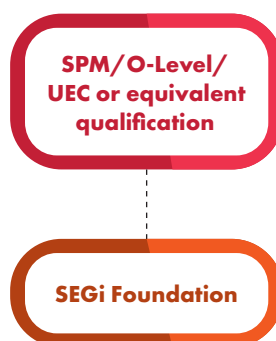 SPM/O-Level/
UEC or equivalent
qualification
SEGi Foundation